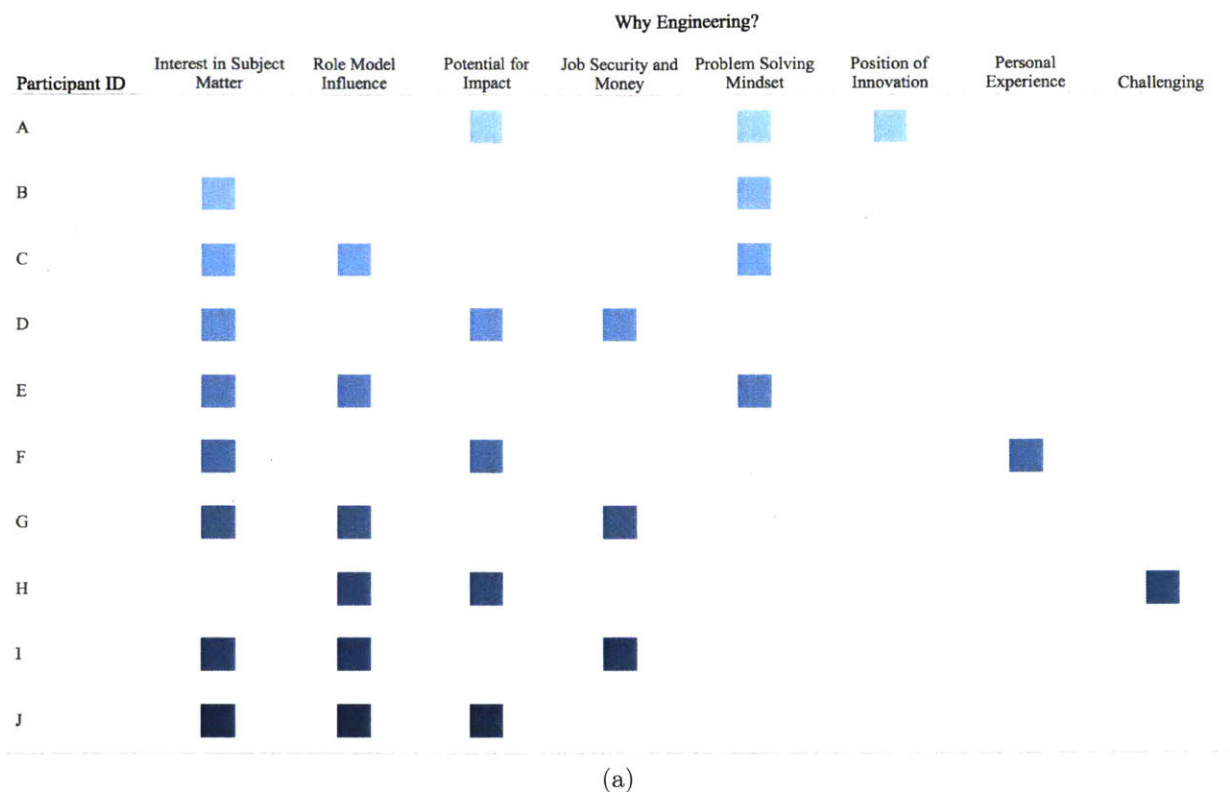 Why Engineering?
Participant ID
Interest in Subject Matter
Role Model Influence
Potential for Impact
Job Security and Money
Problem Solving Mindset
Position of Innovation
Personal Experience
Challenging
A
B
C
D
E
F
G
H
I
J
(a)